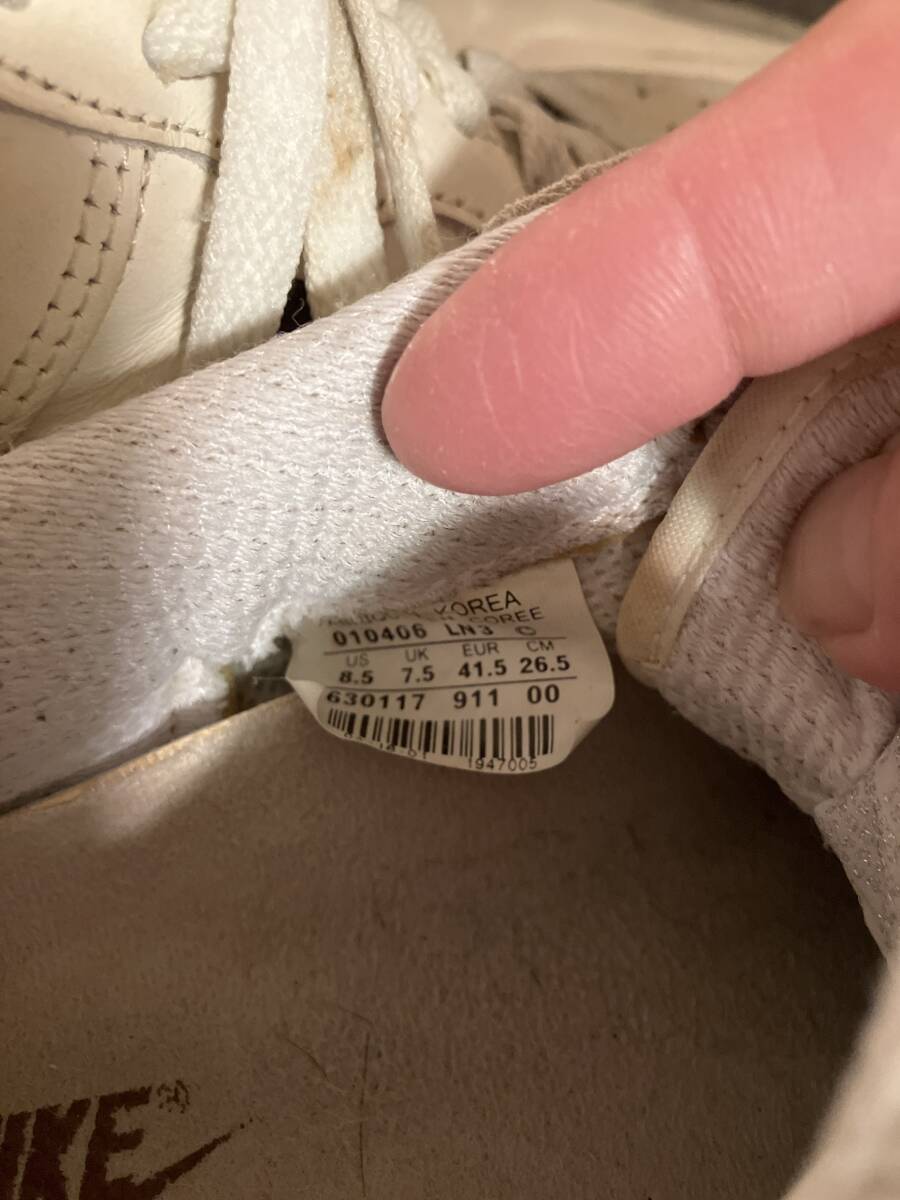 KOREA
COREE
010406 LN3 C
US UK EUR CM
8.5 7.5 41.5 26.5
630117 911 00
1947005
NIKE